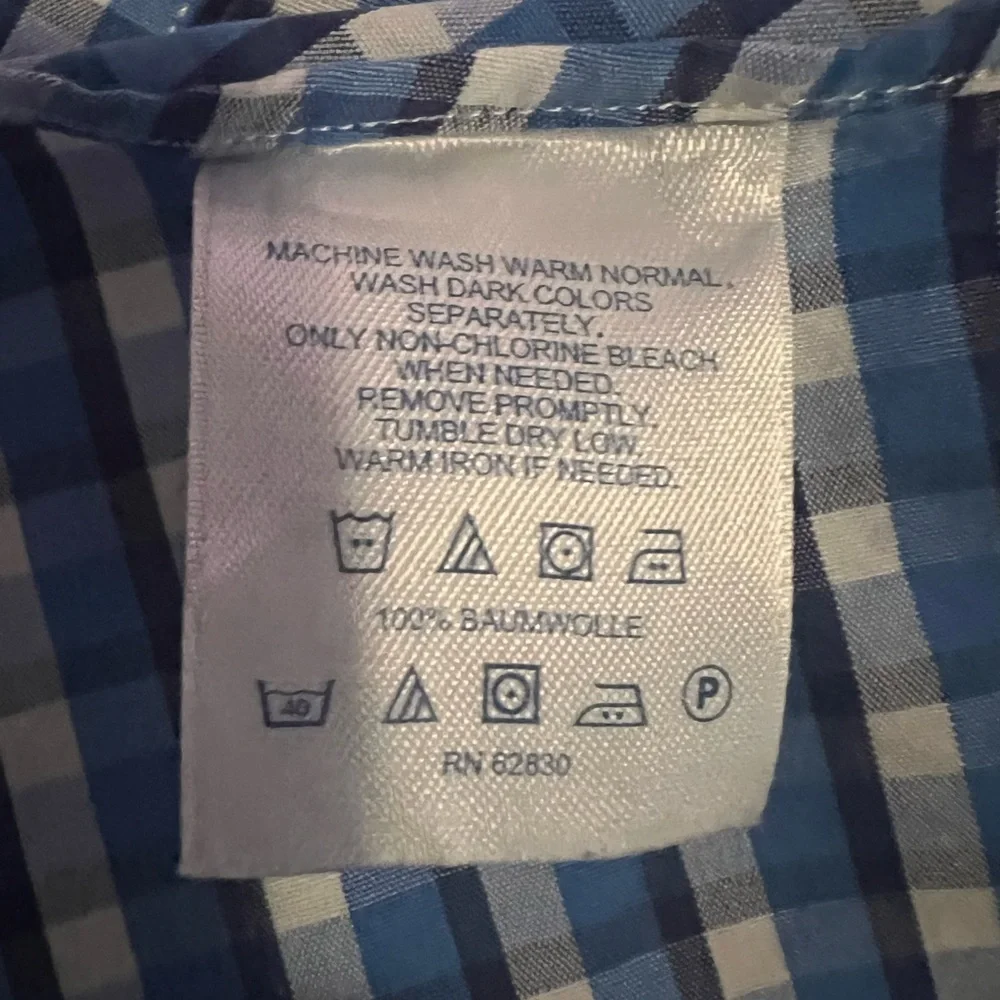 MACHINE WASH WARM NORMAL.
WASH DARK COLORS
SEPARATELY.
ONLY NON-CHLORINE BLEACH
WHEN NEEDED.
REMOVE PROMPTLY.
TUMBLE DRY LOW.
WARM IRON IF NEEDED.
100% BAUMWOLLE
40 P
RN 62830